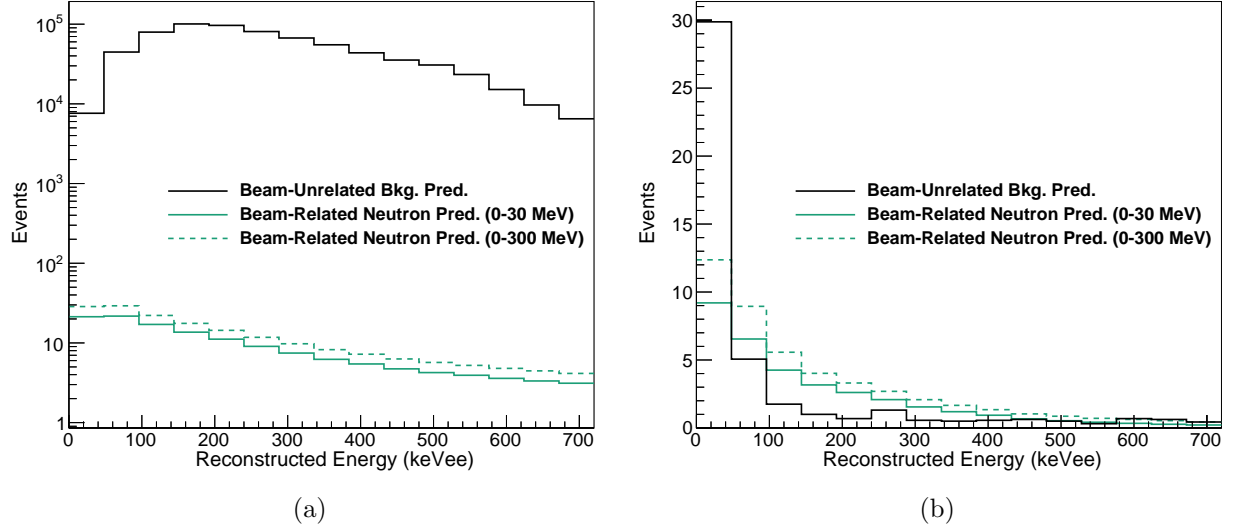 10^5
10^4
10^3
10^2
10
1
Events
Beam-Unrelated Bkg. Pred.
Beam-Related Neutron Pred. (0-30 MeV)
Beam-Related Neutron Pred. (0-300 MeV)
0 100 200 300 400 500 600 700
Reconstructed Energy (keVee)
(a)
30
25
20
15
10
5
0
Events
Beam-Unrelated Bkg. Pred.
Beam-Related Neutron Pred. (0-30 MeV)
Beam-Related Neutron Pred. (0-300 MeV)
0 100 200 300 400 500 600 700
Reconstructed Energy (keVee)
(b)